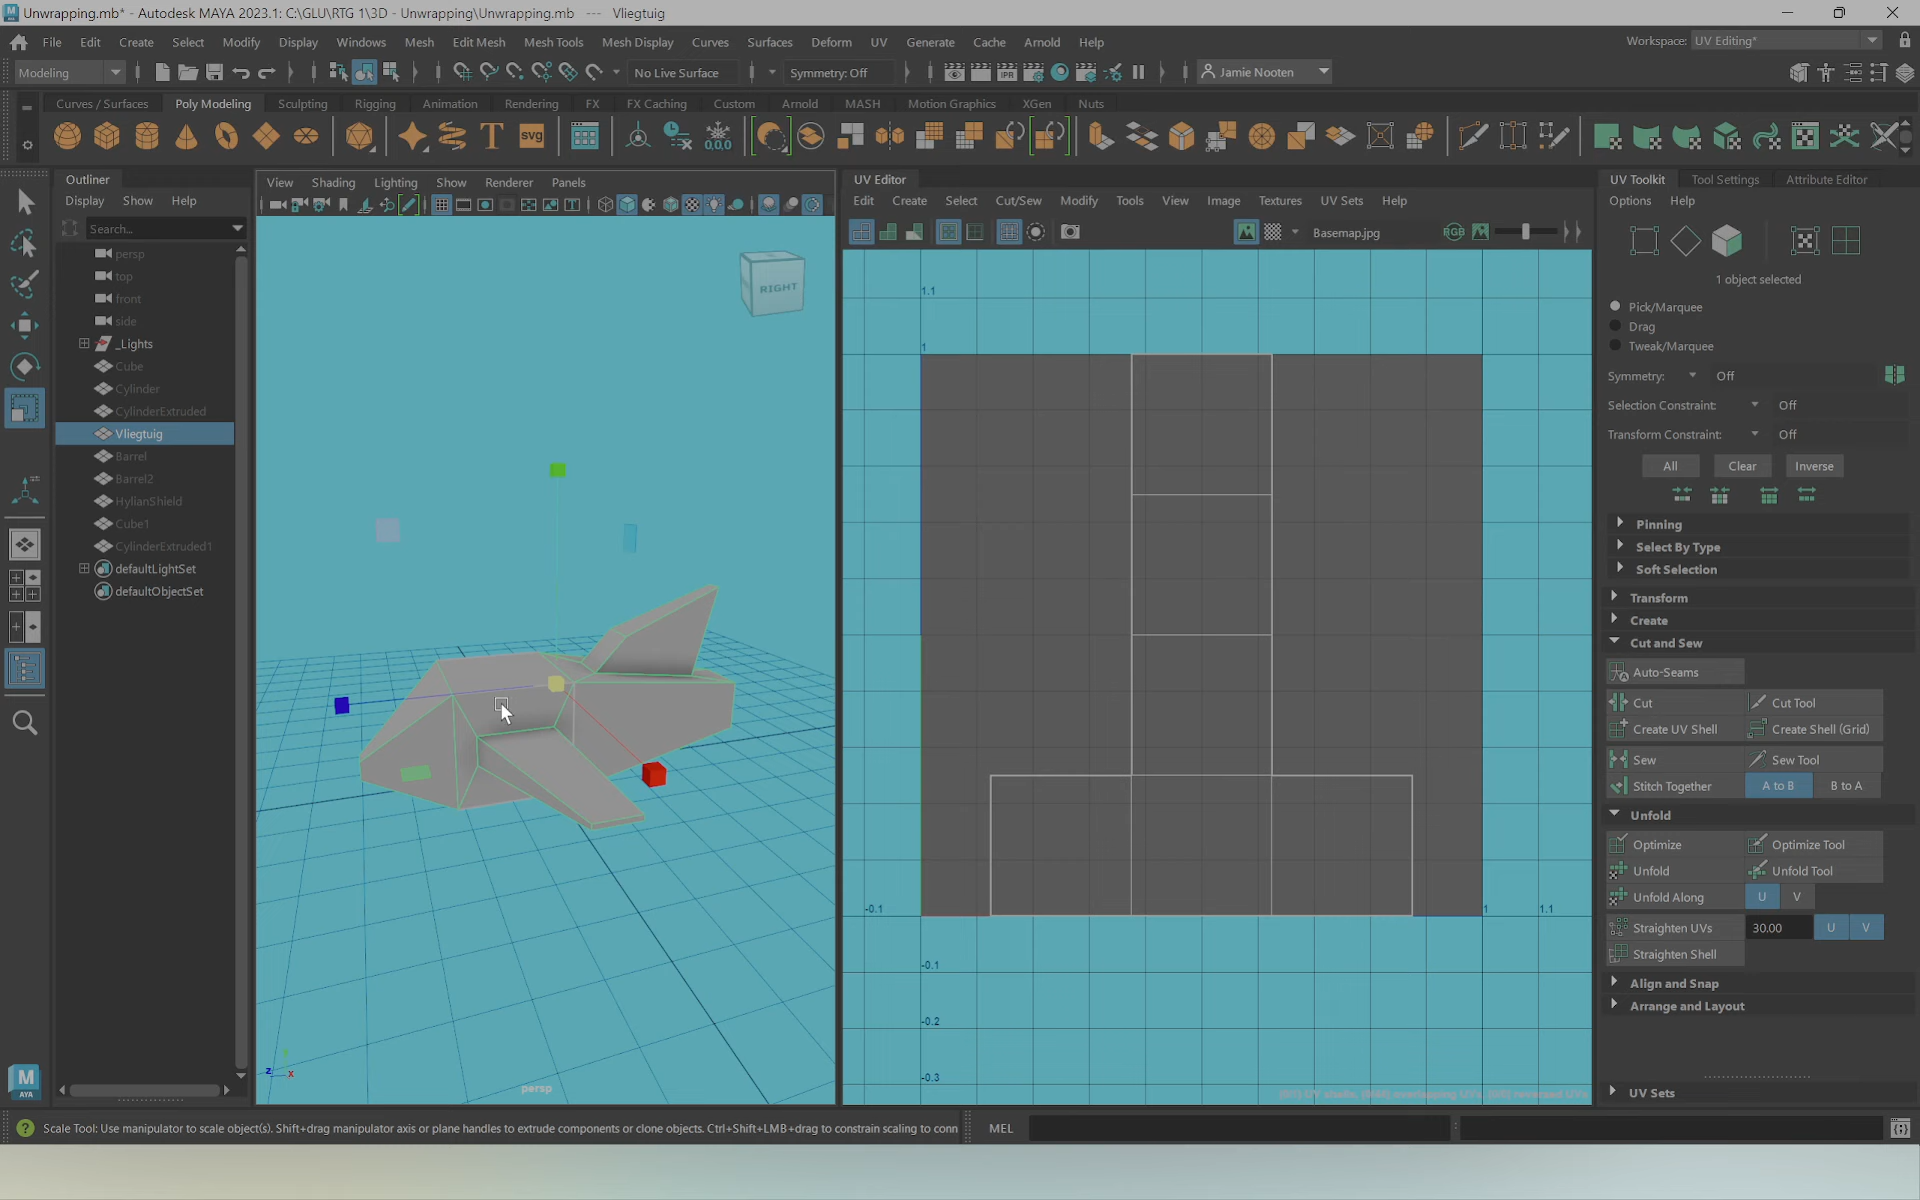 Unwrapping.mb* - Autodesk MAYA 2023.1: C:\GLU\RTG 1\3D - Unwrapping\Unwrapping.mb --- Vliegtuig
File Edit Create Select Modify Display Windows Mesh Edit Mesh Mesh Tools Mesh Display Curves Surfaces Deform UV Generate Cache Arnold Help
Workspace: UV Editing*
Modeling No Live Surface Symmetry: Off IPR Jamie Nooten
Curves / Surfaces Poly Modeling Sculpting Rigging Animation Rendering FX FX Caching Custom Arnold MASH Motion Graphics XGen Nuts
T svg 0,0,0
Outliner
Display Show Help
Search...
persp
top
front
side
_Lights
Cube
Cylinder
CylinderExtruded
Vliegtuig
Barrel
Barrel2
HylianShield
Cube1
CylinderExtruded1
defaultLightSet
defaultObjectSet
M
AYA
View Shading Lighting Show Renderer Panels
RIGHT
z x
persp
UV Editor
Edit Create Select Cut/Sew Modify Tools View Image Textures UV Sets Help
Basemap.jpg RGB
1.1
1
-0.1 1 1.1
-0.1
-0.2
-0.3
UV Toolkit Tool Settings Attribute Editor
Options Help
1 object selected
Pick/Marquee
Drag
Tweak/Marquee
Symmetry: Off
Selection Constraint: Off
Transform Constraint: Off
All Clear Inverse
Pinning
Select By Type
Soft Selection
Transform
Create
Cut and Sew
Auto-Seams
Cut Cut Tool
Create UV Shell Create Shell (Grid)
Sew Sew Tool
Stitch Together A to B B to A
Unfold
Optimize Optimize Tool
Unfold Unfold Tool
Unfold Along U V
Straighten UVs 30.00 U V
Straighten Shell
Align and Snap
Arrange and Layout
UV Sets
Scale Tool: Use manipulator to scale object(s). Shift+drag manipulator axis or plane handles to extrude components or clone objects. Ctrl+Shift+LMB+drag to constrain scaling to conn
MEL